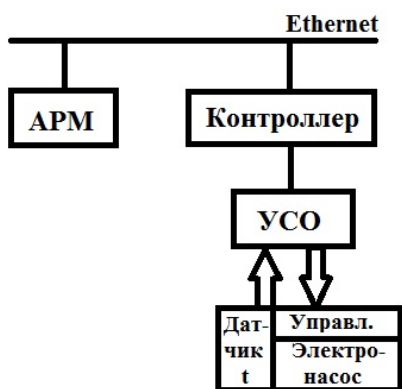 Ethernet
АРМ
Контроллер
УСО
Дат-
чик
t
Управл.
Электро-
насос